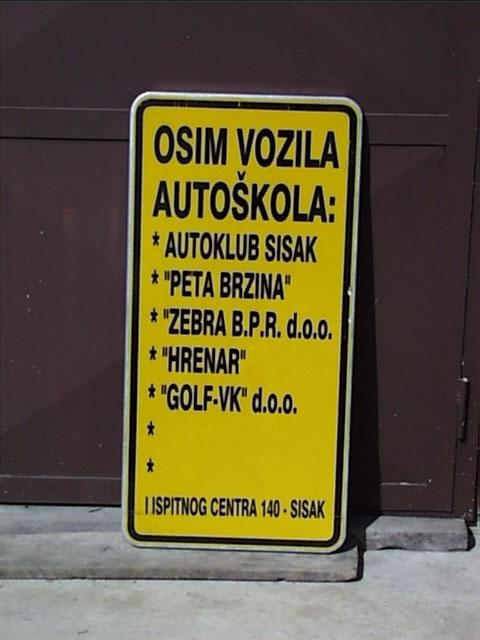 OSIM VOZILA
AUTOŠKOLA:
* AUTOKLUB SISAK
* "PETA BRZINA"
* "ZEBRA B.P.R. d.o.o.
* "HRENAR"
* "GOLF-VK" d.o.o.
*
*
I ISPITNOG CENTRA 140 - SISAK